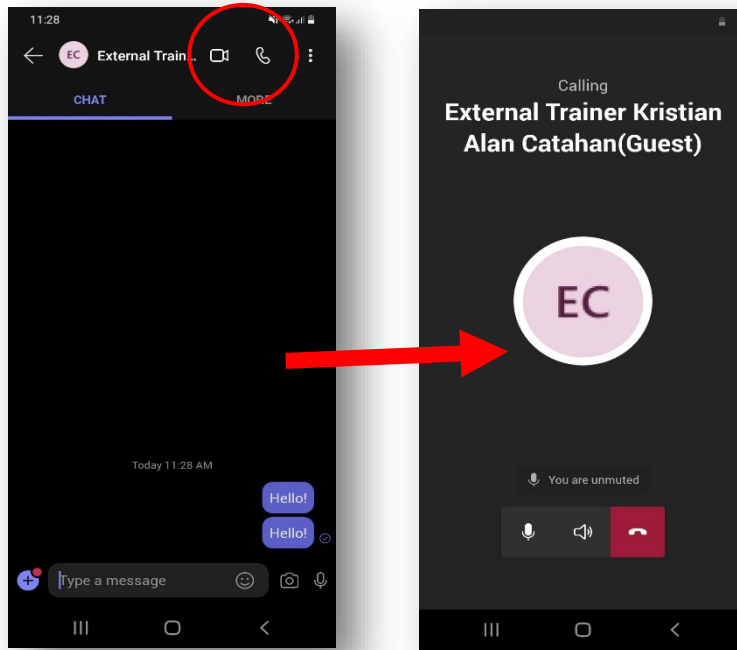 11:28
EC External Train...
CHAT MORE
Today 11:28 AM
Hello!
Hello!
Type a message
Calling
External Trainer Kristian
Alan Catahan(Guest)
EC
You are unmuted